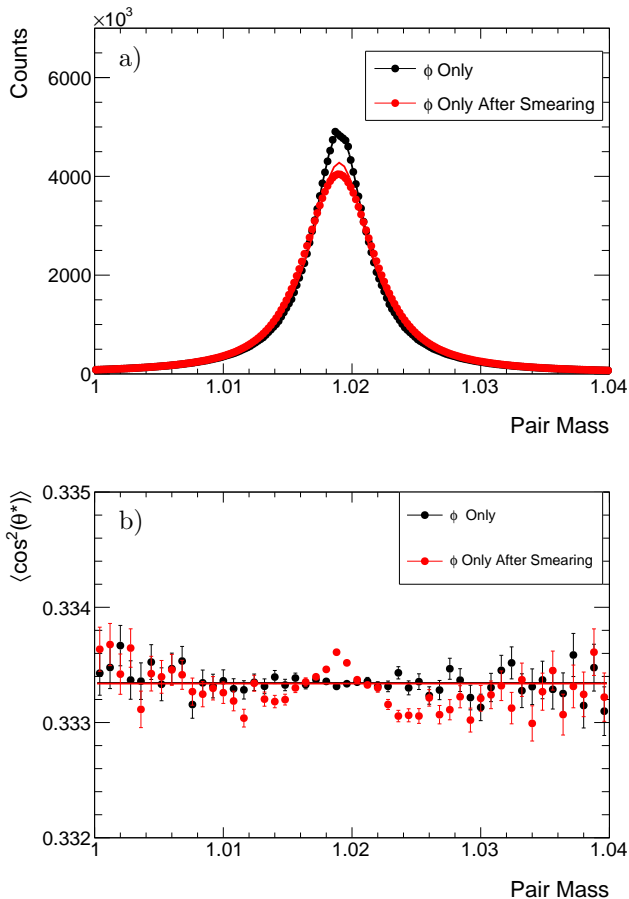 ×10³
a)
Counts
φ Only
φ Only After Smearing
6000
4000
2000
0
1 1.01 1.02 1.03 1.04
Pair Mass
b)
⟨cos²(θ*)⟩
φ Only
φ Only After Smearing
0.335
0.334
0.333
0.332
1 1.01 1.02 1.03 1.04
Pair Mass